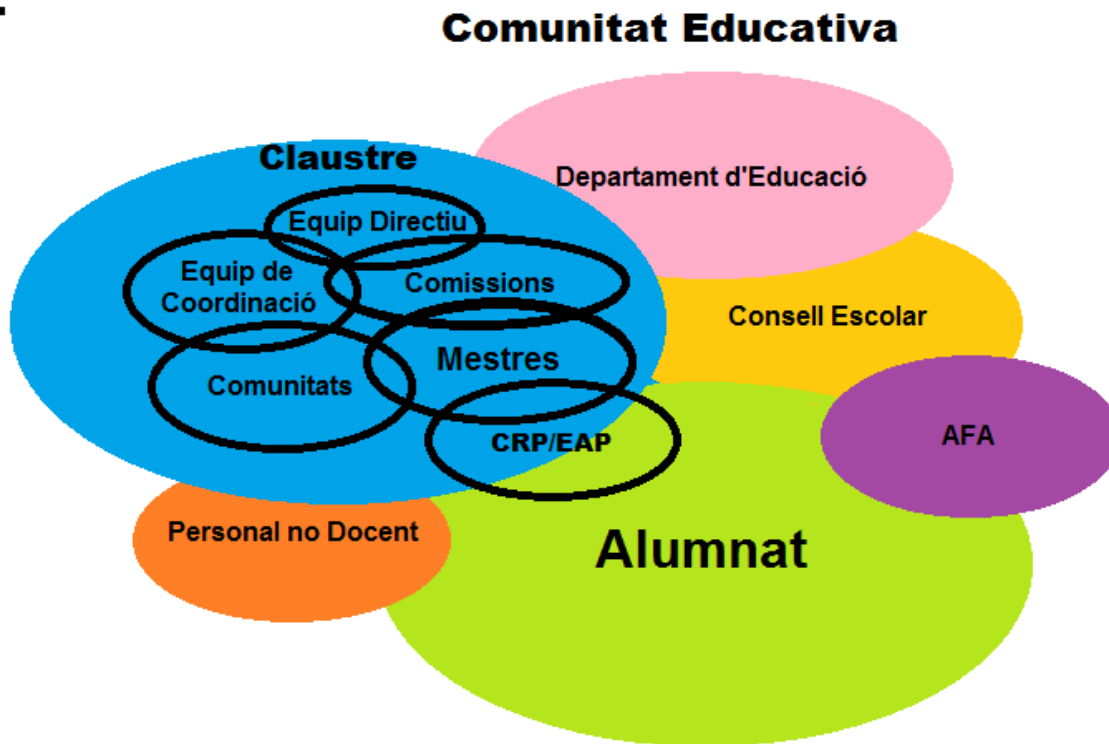 Comunitat Educativa
Claustre
Departament d'Educació
Equip Directiu
Equip de
Coordinació
Comissions
Consell Escolar
Mestres
Comunitats
AFA
CRP/EAP
Personal no Docent
Alumnat